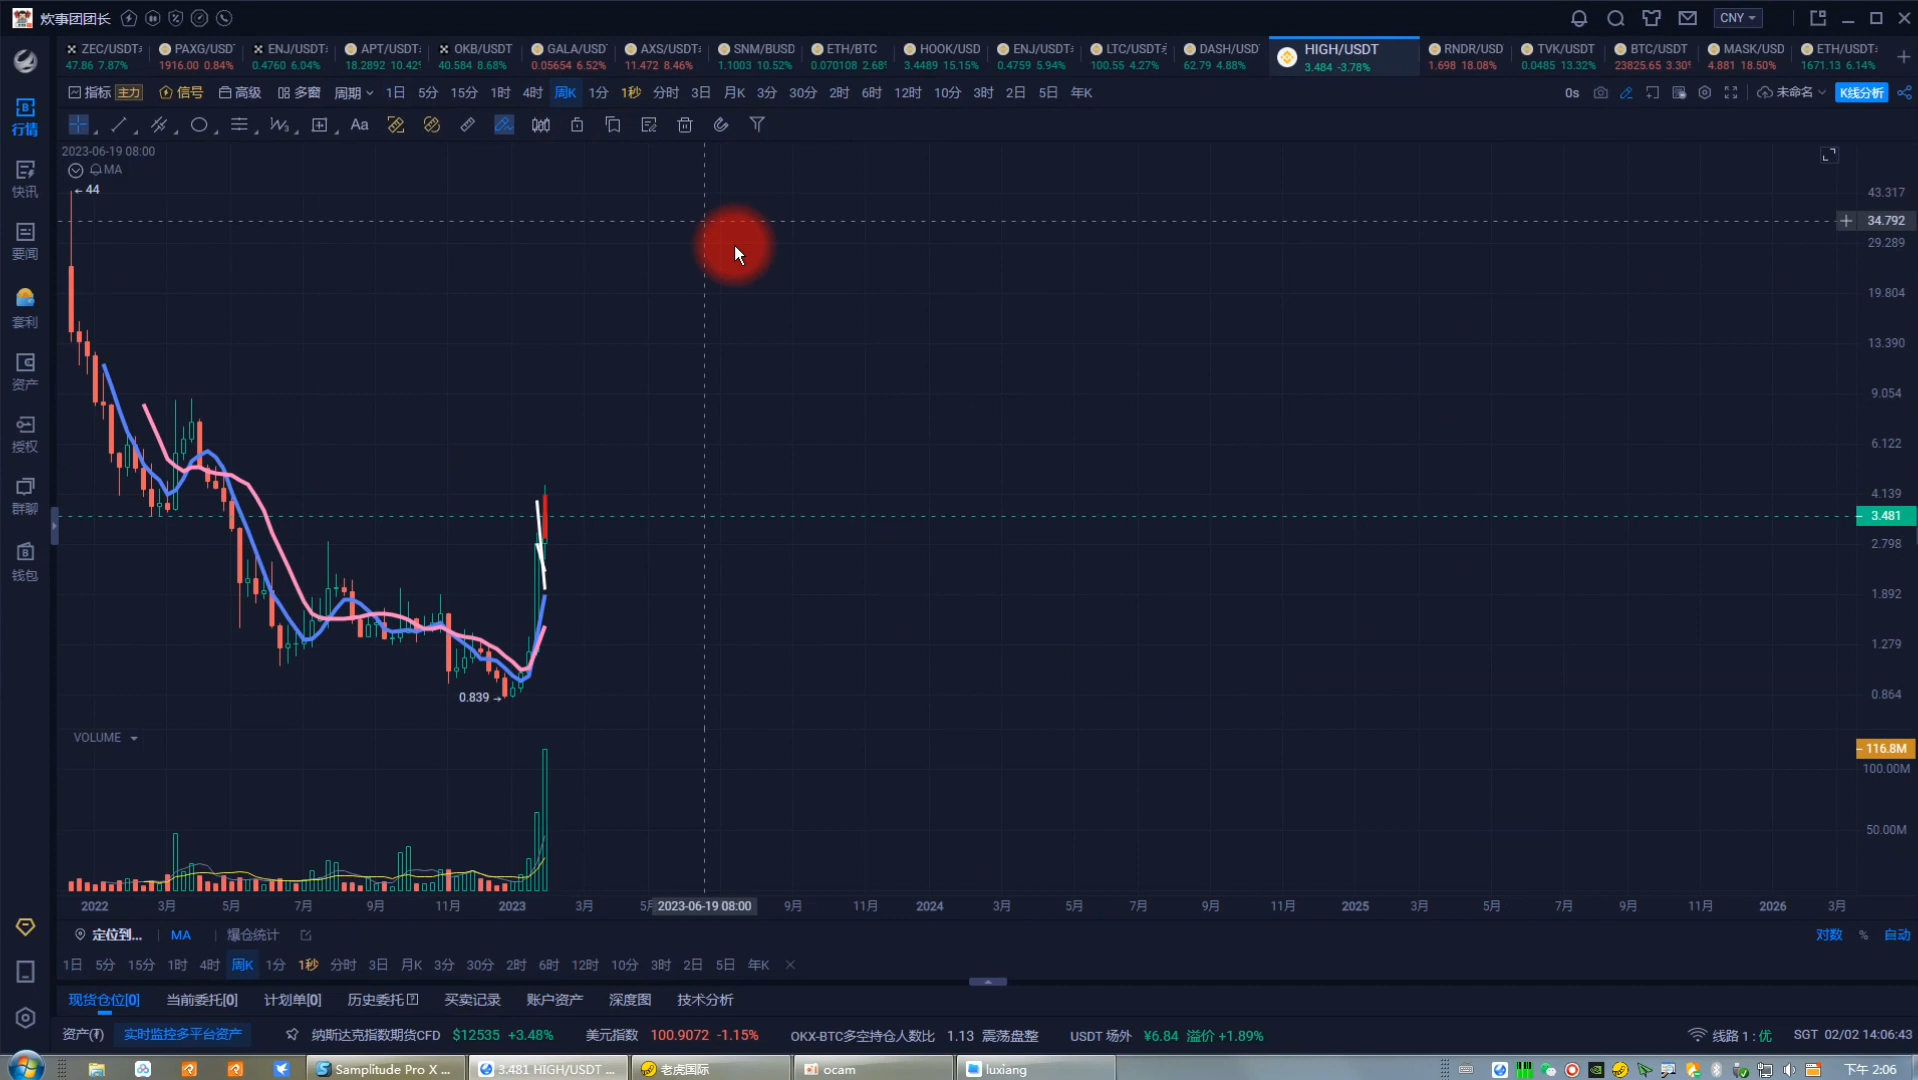 炊事团团长
CNY
ZEC/USDT 47.86 7.87%
PAXG/USDT 1916.00 0.84%
ENJ/USDT 0.4760 6.04%
APT/USDT 18.2892 10.42%
OKB/USDT 40.584 8.68%
GALA/USD 0.05654 6.52%
AXS/USDT 11.472 8.46%
SNM/BUSD 1.1003 10.52%
ETH/BTC 0.070108 2.68%
HOOK/USD 3.4489 15.15%
ENJ/USDT 0.4759 5.94%
LTC/USDT 100.55 4.27%
DASH/USD 62.79 4.88%
HIGH/USDT 3.484 -3.78%
RNDR/USD 1.698 18.08%
TVK/USDT 0.0485 13.32%
BTC/USDT 23825.65 3.30%
MASK/USD 4.881 18.50%
ETH/USDT 1671.13 6.14%
指标 主力 信号 高级 多窗 周期 1日 5分 15分 1时 4时 周K 1分 1秒 分时 3日 月K 3分 30分 2时 6时 12时 10分 3时 2日 5日 年K 0s 未命名 K线分析
Aa
行情
快讯
要闻
套利
资产
授权
群聊
钱包
2023-06-19 08:00
MA
44
43.317
34.792
29.289
19.804
13.390
9.054
6.122
4.139
3.481
2.798
1.892
1.279
0.864
0.839
VOLUME
116.8M
100.00M
50.00M
2022 3月 5月 7月 9月 11月 2023 3月 5月 2023-06-19 08:00 9月 11月 2024 3月 5月 7月 9月 11月 2025 3月 5月 7月 9月 11月 2026 3月
定位到... MA 爆仓统计 对数 % 自动
1日 5分 15分 1时 4时 周K 1分 1秒 分时 3日 月K 3分 30分 2时 6时 12时 10分 3时 2日 5日 年K
现货仓位[0] 当前委托[0] 计划单[0] 历史委托 买卖记录 账户资产 深度图 技术分析
资产(₮) 实时监控多平台资产 纳斯达克指数期货CFD $12535 +3.48% 美元指数 100.9072 -1.15% OKX-BTC多空持仓人数比 1.13 震荡盘整 USDT 场外 ¥6.84 溢价 +1.89% 线路 1 : 优 SGT 02/02 14:06:43
Samplitude Pro X ... 3.481 HIGH/USDT ... 老虎国际 ocam luxiang 下午 2:06